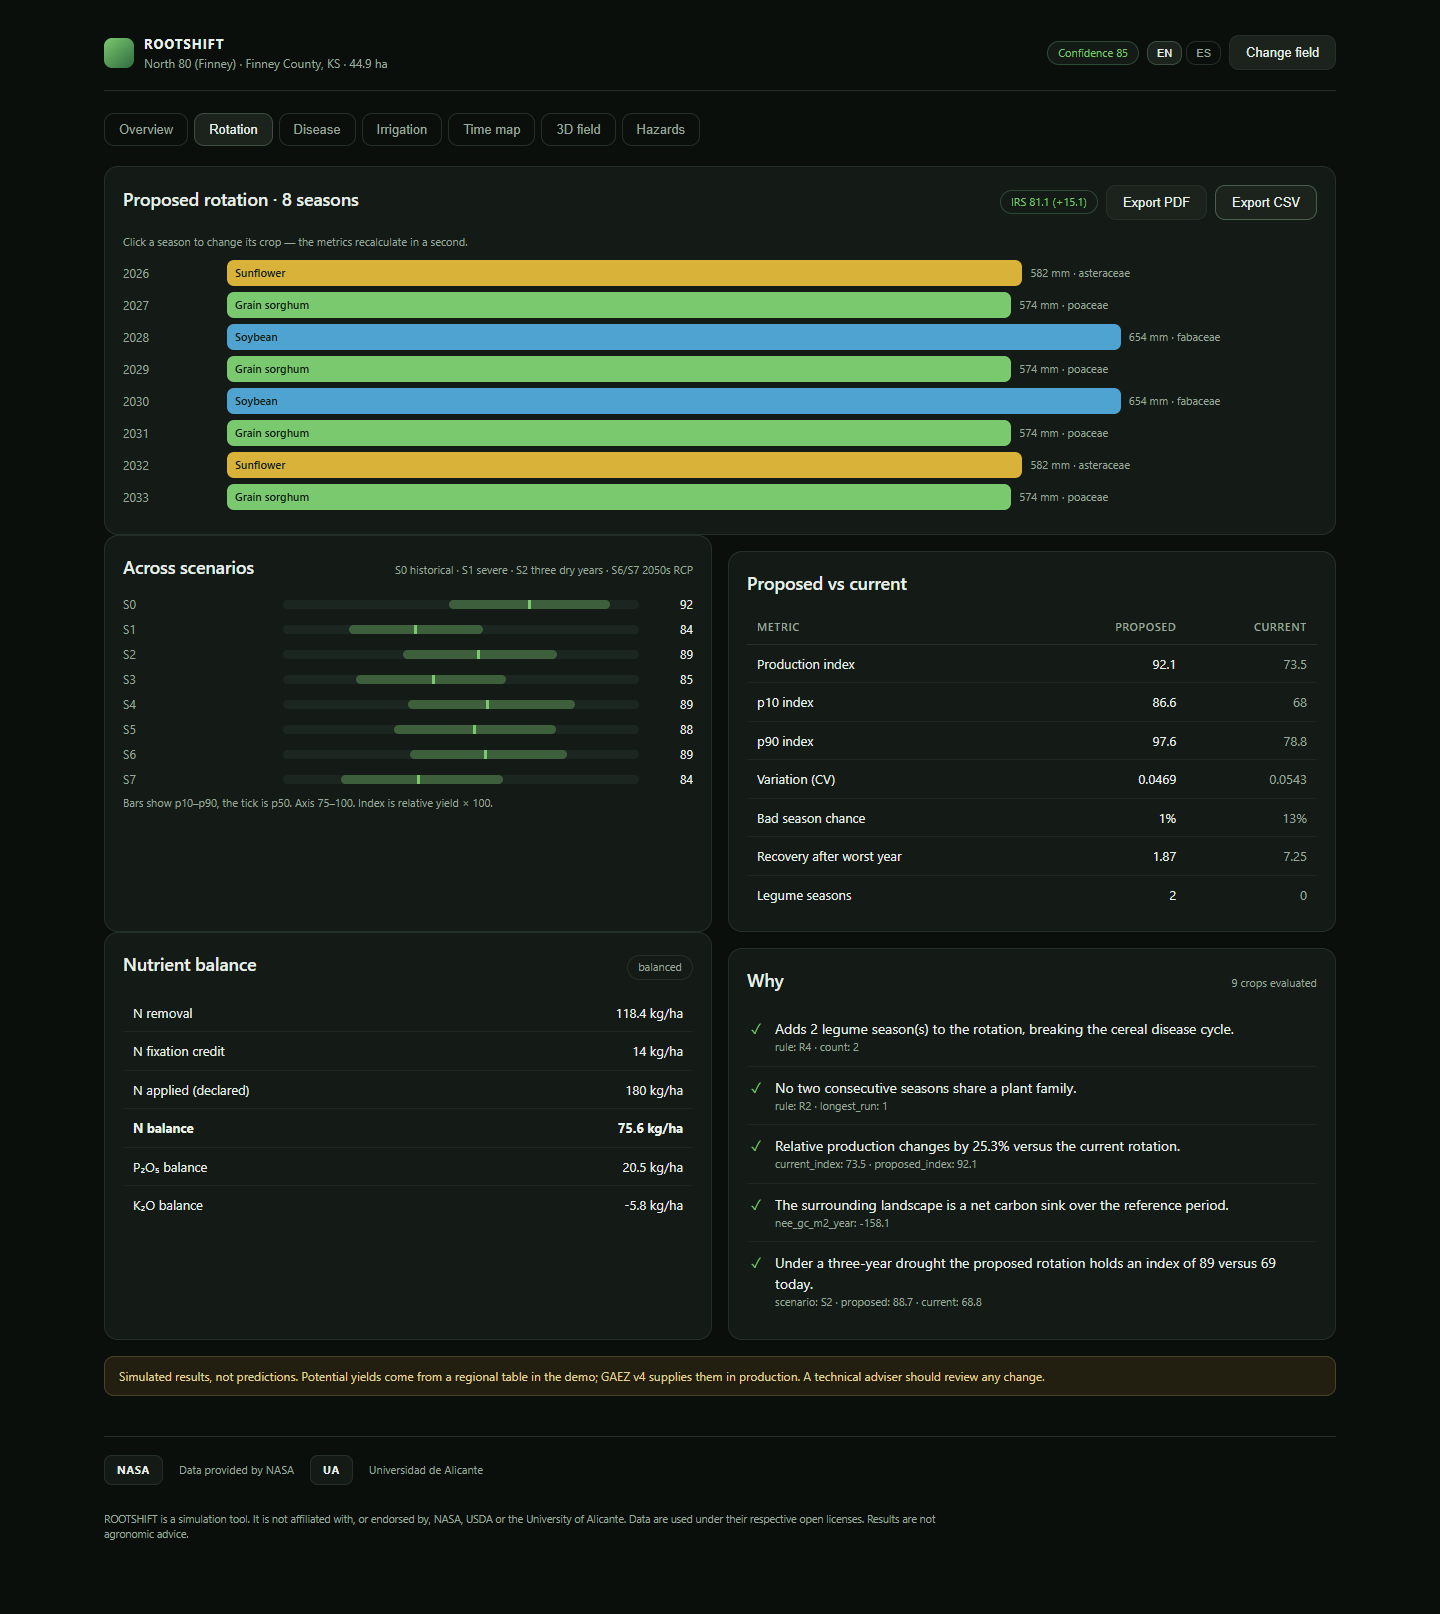 ROOTSHIFT
North 80 (Finney) · Finney County, KS · 44.9 ha
Confidence 85
EN
ES
Change field
Overview
Rotation
Disease
Irrigation
Time map
3D field
Hazards
Proposed rotation · 8 seasons
IRS 81.1 (+15.1)
Export PDF
Export CSV
Click a season to change its crop — the metrics recalculate in a second.
2026 Sunflower 582 mm · asteraceae
2027 Grain sorghum 574 mm · poaceae
2028 Soybean 654 mm · fabaceae
2029 Grain sorghum 574 mm · poaceae
2030 Soybean 654 mm · fabaceae
2031 Grain sorghum 574 mm · poaceae
2032 Sunflower 582 mm · asteraceae
2033 Grain sorghum 574 mm · poaceae
Across scenarios
S0 historical · S1 severe · S2 three dry years · S6/S7 2050s RCP
S0 92
S1 84
S2 89
S3 85
S4 89
S5 88
S6 89
S7 84
Bars show p10–p90, the tick is p50. Axis 75–100. Index is relative yield × 100.
Proposed vs current
METRIC PROPOSED CURRENT
Production index 92.1 73.5
p10 index 86.6 68
p90 index 97.6 78.8
Variation (CV) 0.0469 0.0543
Bad season chance 1% 13%
Recovery after worst year 1.87 7.25
Legume seasons 2 0
Nutrient balance
balanced
N removal 118.4 kg/ha
N fixation credit 14 kg/ha
N applied (declared) 180 kg/ha
N balance 75.6 kg/ha
P₂O₅ balance 20.5 kg/ha
K₂O balance -5.8 kg/ha
Why
9 crops evaluated
✓ Adds 2 legume season(s) to the rotation, breaking the cereal disease cycle.
rule: R4 · count: 2
✓ No two consecutive seasons share a plant family.
rule: R2 · longest_run: 1
✓ Relative production changes by 25.3% versus the current rotation.
current_index: 73.5 · proposed_index: 92.1
✓ The surrounding landscape is a net carbon sink over the reference period.
nee_gc_m2_year: -158.1
✓ Under a three-year drought the proposed rotation holds an index of 89 versus 69
today.
scenario: S2 · proposed: 88.7 · current: 68.8
Simulated results, not predictions. Potential yields come from a regional table in the demo; GAEZ v4 supplies them in production. A technical adviser should review any change.
NASA
Data provided by NASA
UA
Universidad de Alicante
ROOTSHIFT is a simulation tool. It is not affiliated with, or endorsed by, NASA, USDA or the University of Alicante. Data are used under their respective open licenses. Results are not
agronomic advice.